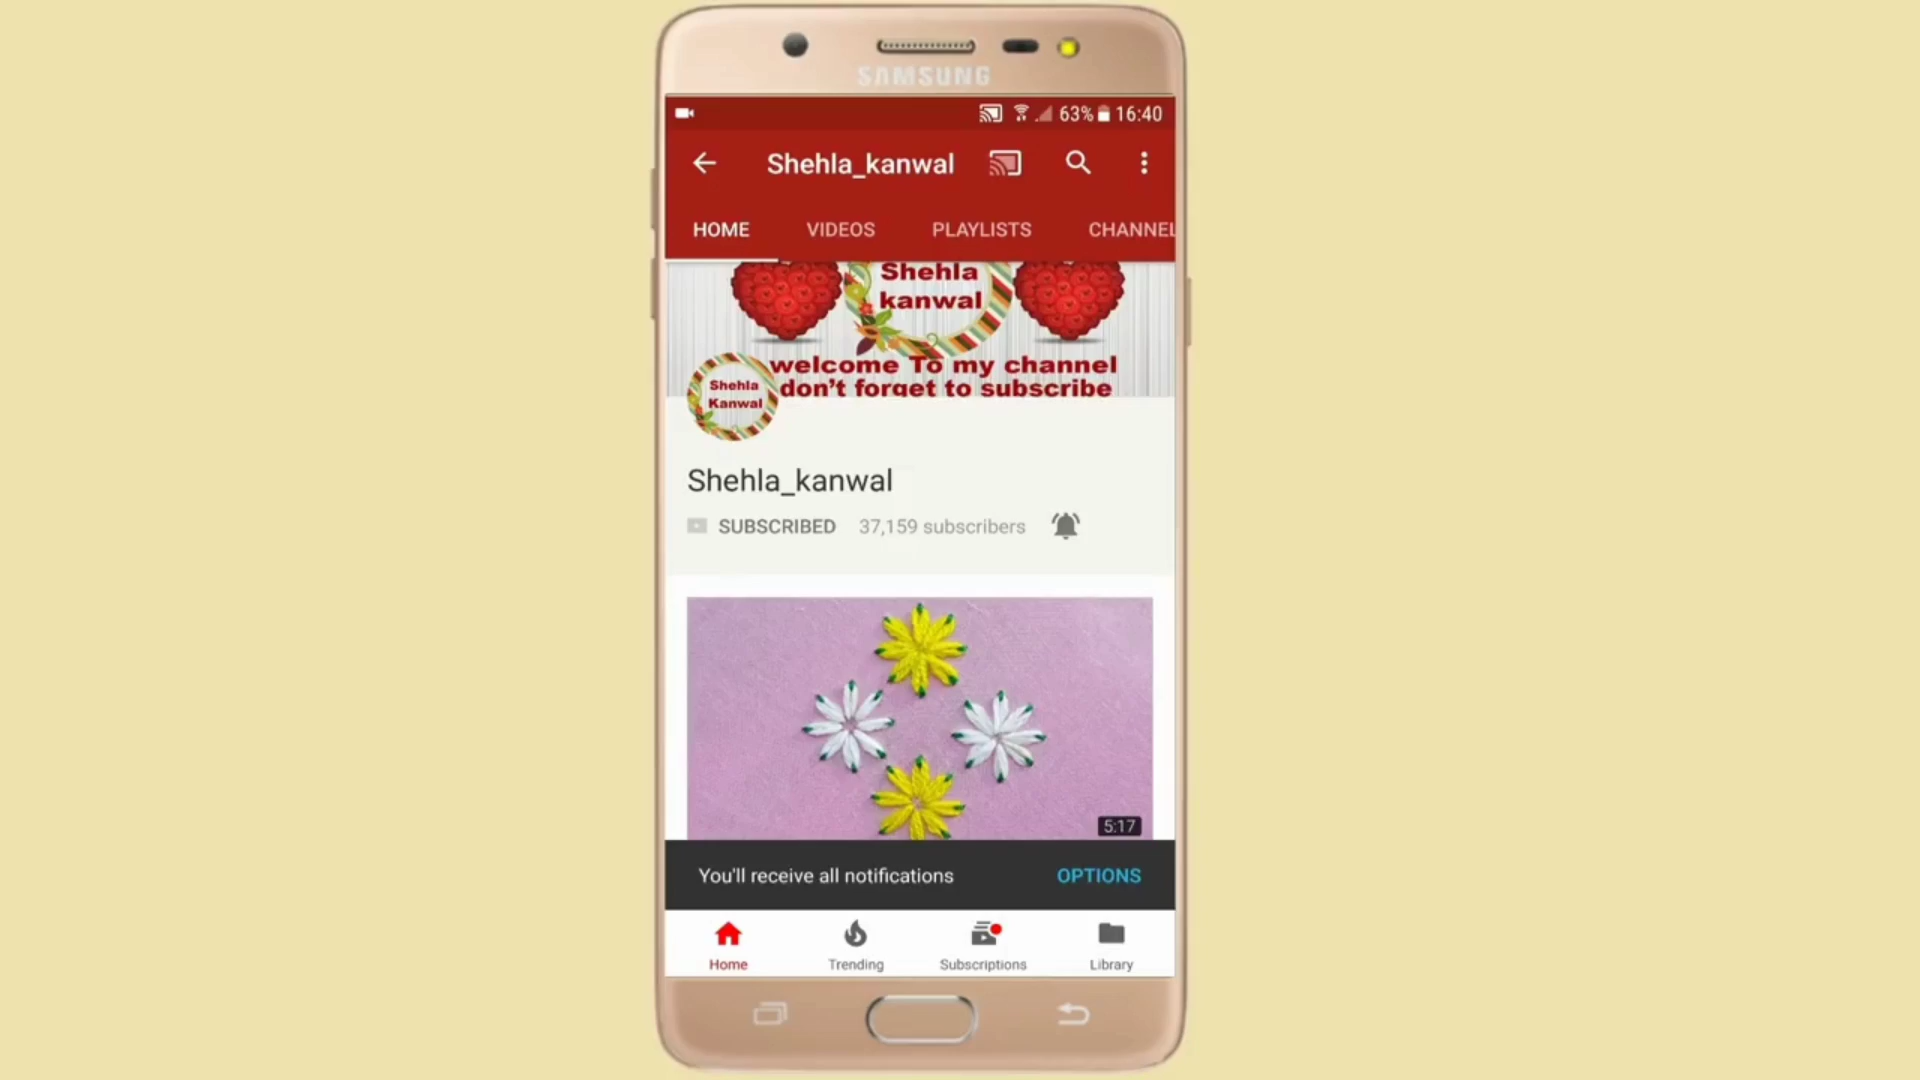 SAMSUNG
63% 16:40
Shehla_kanwal
HOME VIDEOS PLAYLISTS CHANNEL
Shehla
kanwal
welcome To my channel
don't forget to subscribe
Shehla
Kanwal
Shehla_kanwal
SUBSCRIBED 37,159 subscribers
5:17
You'll receive all notifications OPTIONS
Home Trending Subscriptions Library